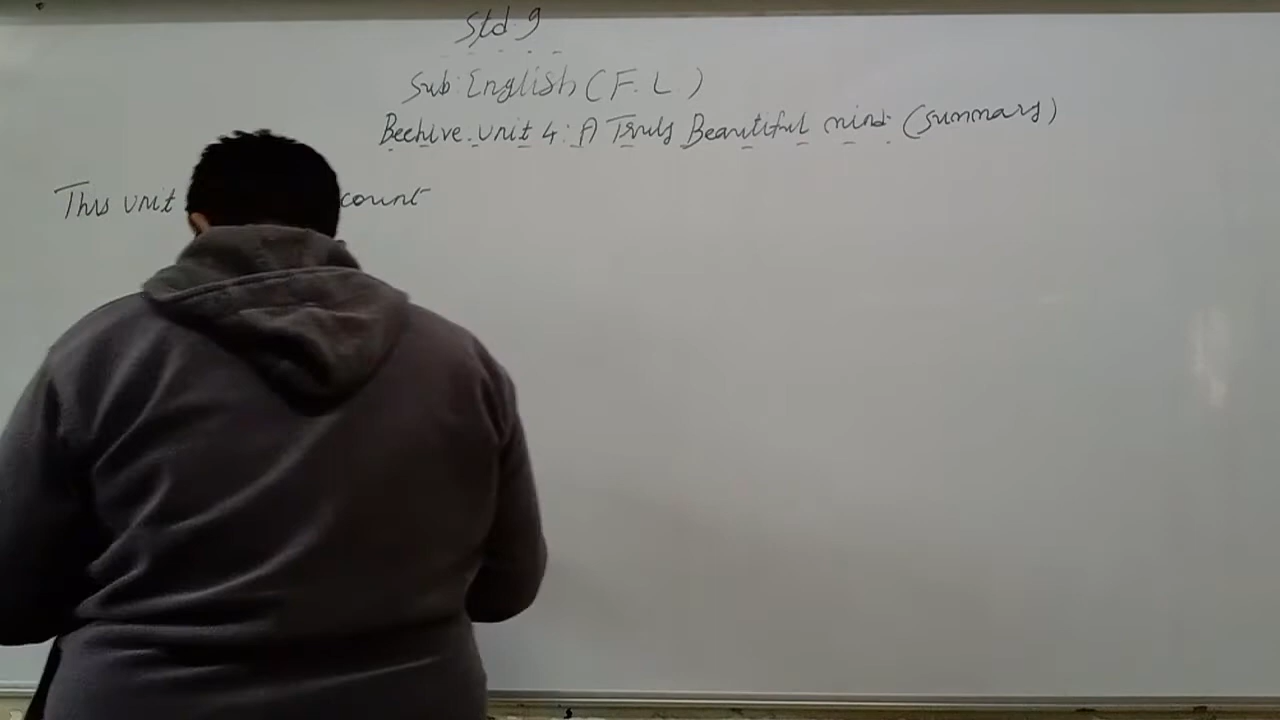 Std 9
Sub: English (F.L.)
Beehive. Unit 4: A Truly Beautiful mind. (summary)
This unit count